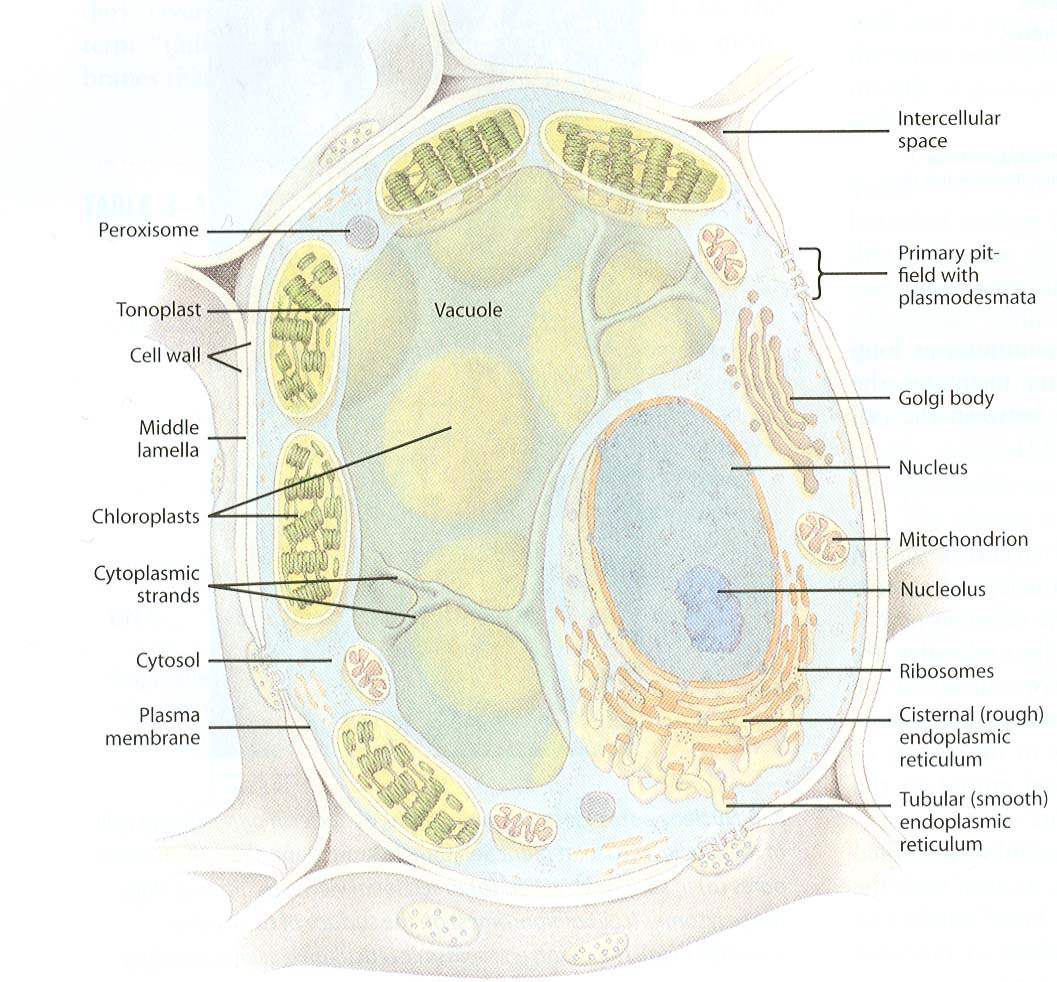 Intercellular
space
Peroxisome
Primary pit-
field with
plasmodesmata
Tonoplast
Vacuole
Cell wall
Golgi body
Middle
lamella
Nucleus
Chloroplasts
Mitochondrion
Cytoplasmic
strands
Nucleolus
Cytosol
Ribosomes
Plasma
membrane
Cisternal (rough)
endoplasmic
reticulum
Tubular (smooth)
endoplasmic
reticulum